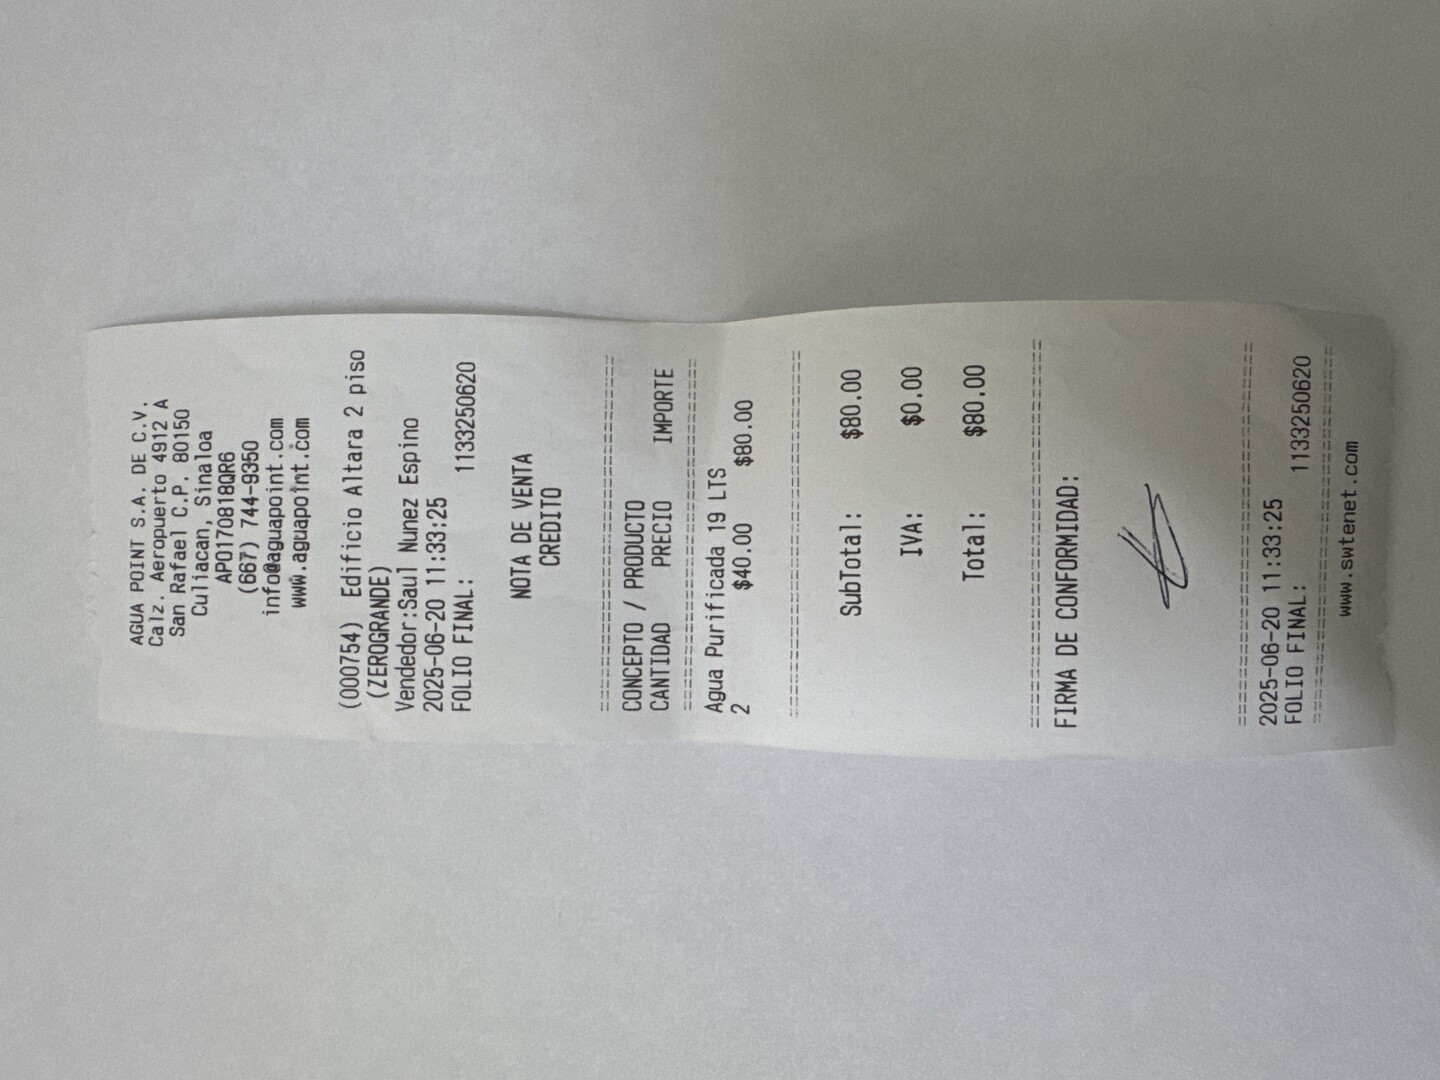 AGUA POINT S.A. DE C.V.
Calz. Aeropuerto 4912 A
San Rafael C.P. 80150
Culiacan, Sinaloa
APO170818QR6
(667) 744-9350
info@aguapoint.com
www.aguapoint.com
(000754) Edificio Altara 2 piso
(ZEROGRANDE)
Vendedor:Saul Nunez Espino
2025-06-20 11:33:25
FOLIO FINAL: 1133250620
NOTA DE VENTA
CREDITO
================================
CONCEPTO / PRODUCTO
CANTIDAD PRECIO IMPORTE
================================
Agua Purificada 19 LTS
2 $40.00 $80.00
--------------------------------
SubTotal: $80.00
IVA: $0.00
Total: $80.00
================================
FIRMA DE CONFORMIDAD:
================================
2025-06-20 11:33:25
FOLIO FINAL: 1133250620
================================
www.swtenet.com